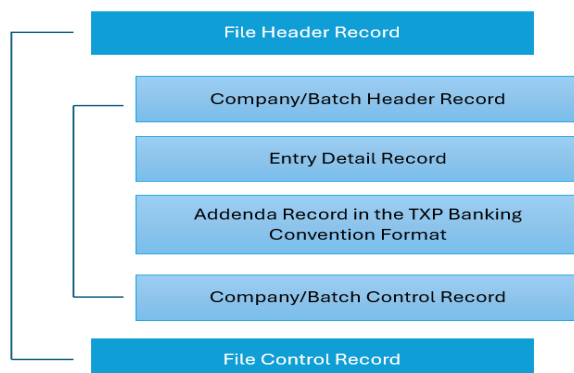 File Header Record
Company/Batch Header Record
Entry Detail Record
Addenda Record in the TXP Banking
Convention Format
Company/Batch Control Record
File Control Record